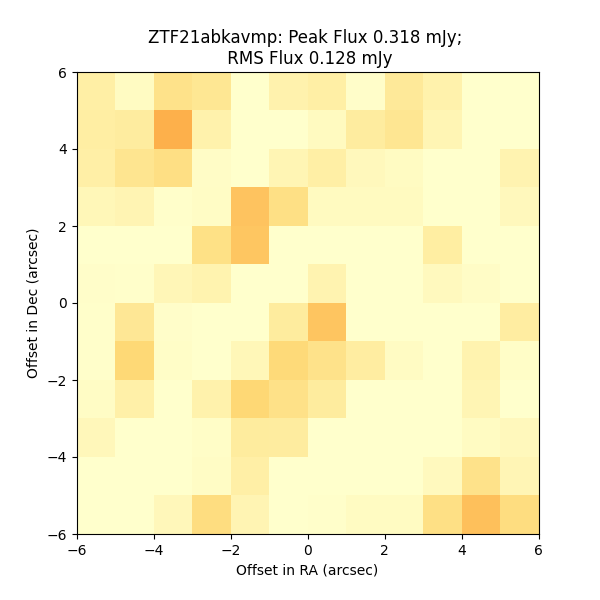 ZTF21abkavmp: Peak Flux 0.318 mJy;
RMS Flux 0.128 mJy
6
4
2
0
−2
−4
−6
Offset in Dec (arcsec)
−6 −4 −2 0 2 4 6
Offset in RA (arcsec)